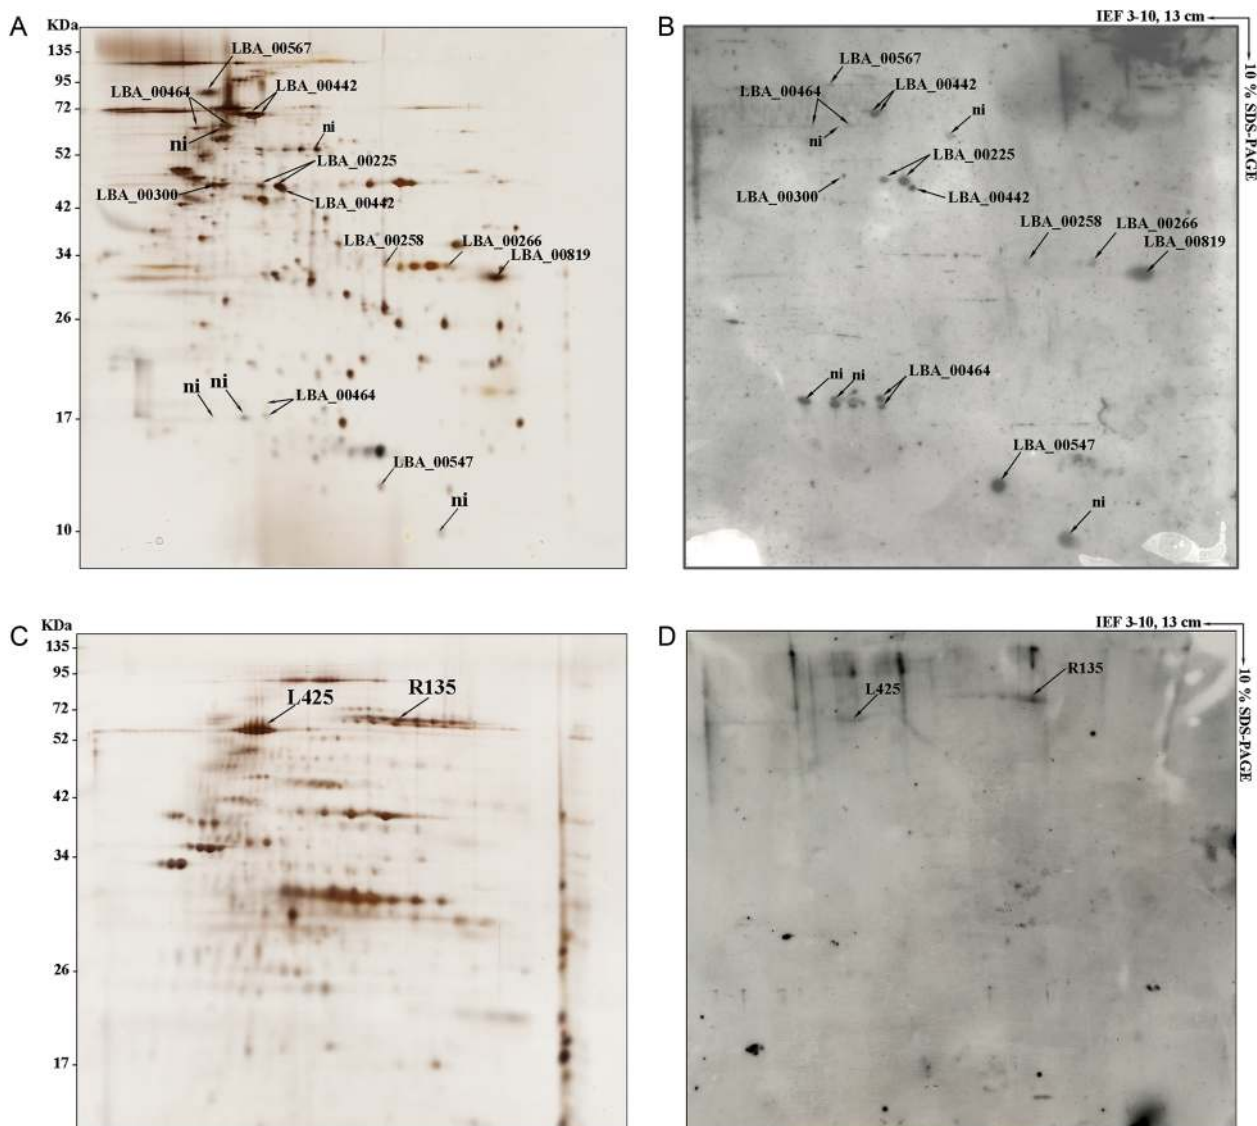 A
KDa
135
95
72
52
42
34
26
17
10
LBA_00567
LBA_00464
LBA_00442
ni
ni
LBA_00225
LBA_00300
LBA_00442
LBA_00258
LBA_00266
LBA_00819
ni
ni
LBA_00464
LBA_00547
ni
B
IEF 3-10, 13 cm
10 % SDS-PAGE
LBA_00567
LBA_00464
LBA_00442
ni
ni
LBA_00225
LBA_00300
LBA_00442
LBA_00258
LBA_00266
LBA_00819
ni
ni
LBA_00464
LBA_00547
ni
C
KDa
135
95
72
52
42
34
26
17
L425
R135
D
IEF 3-10, 13 cm
10 % SDS-PAGE
L425
R135